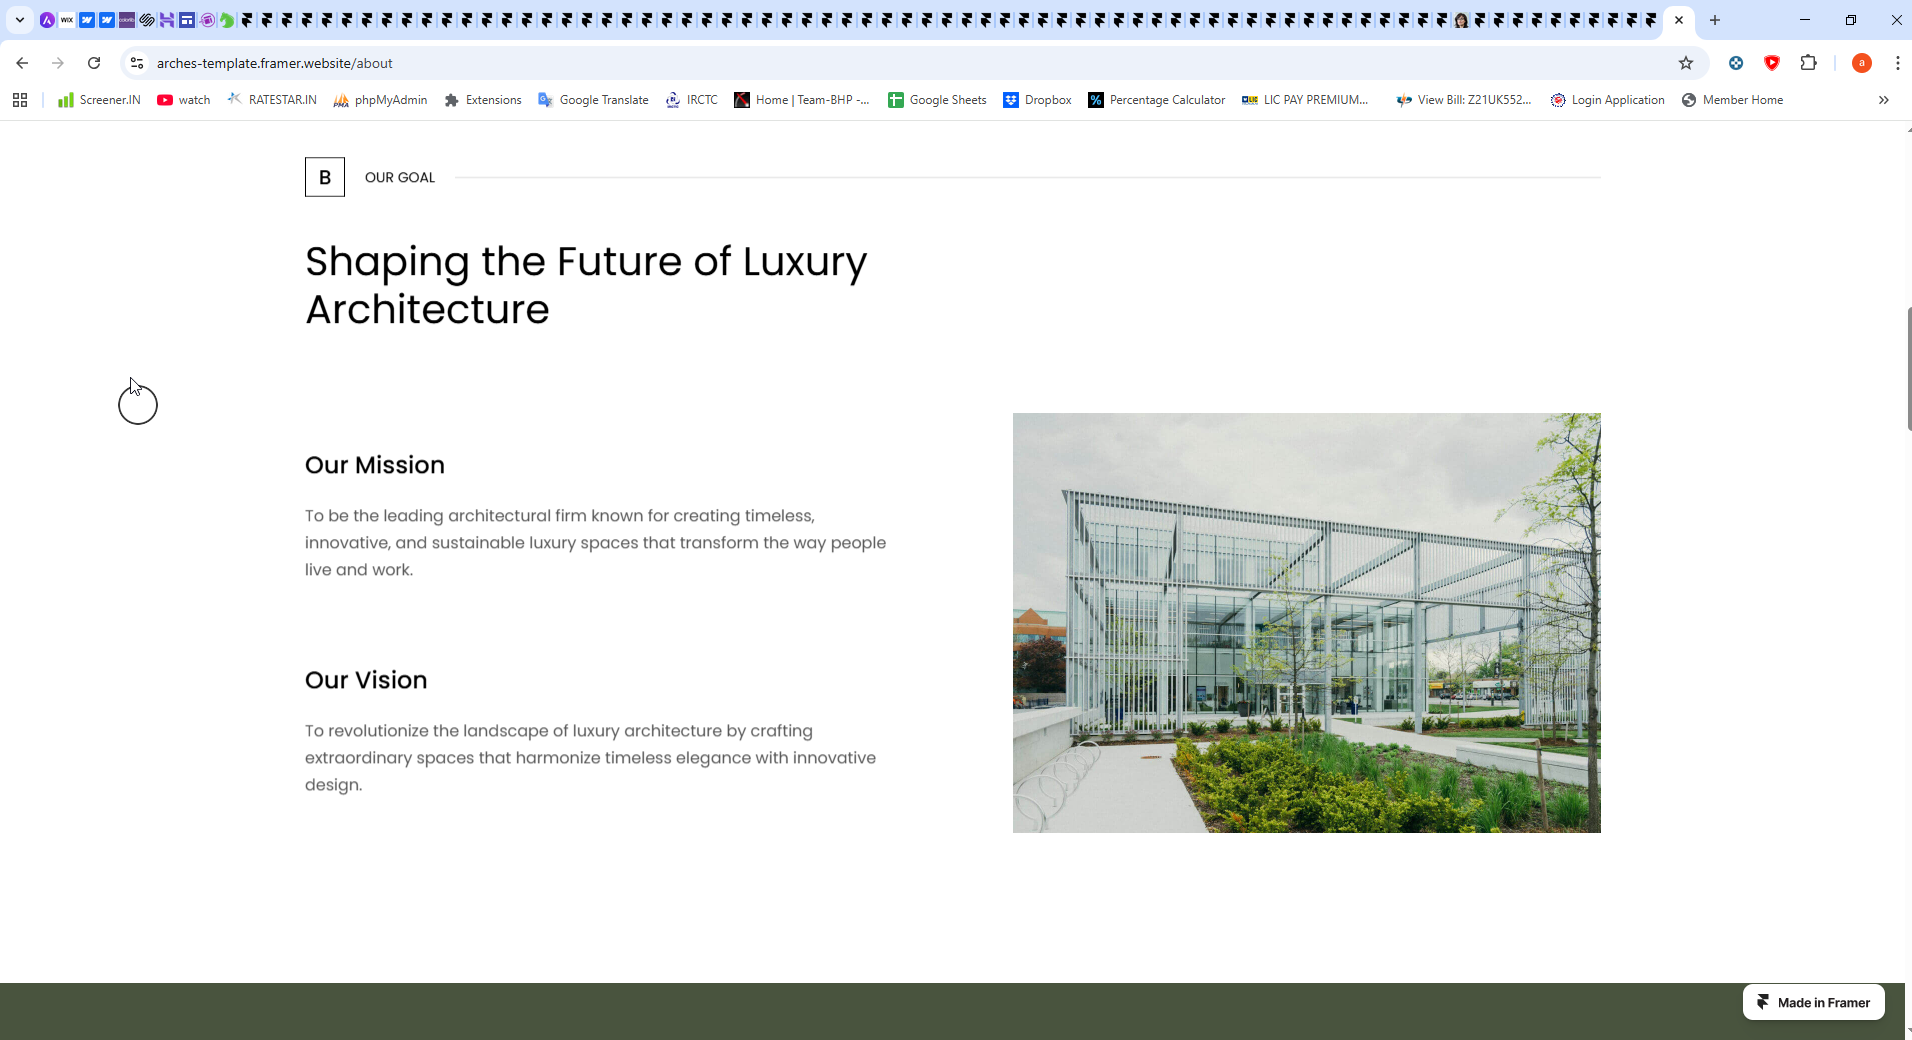 WIX
arches-template.framer.website/about
a
Screener.IN
watch
RATESTAR.IN
PMA
phpMyAdmin
Extensions
Google Translate
IRCTC
Home | Team-BHP -...
Google Sheets
Dropbox
%
Percentage Calculator
LIC PAY PREMIUM...
View Bill: Z21UK552...
Login Application
Member Home
B
OUR GOAL
Shaping the Future of Luxury
Architecture
Our Mission
To be the leading architectural firm known for creating timeless,
innovative, and sustainable luxury spaces that transform the way people
live and work.
Our Vision
To revolutionize the landscape of luxury architecture by crafting
extraordinary spaces that harmonize timeless elegance with innovative
design.
Made in Framer